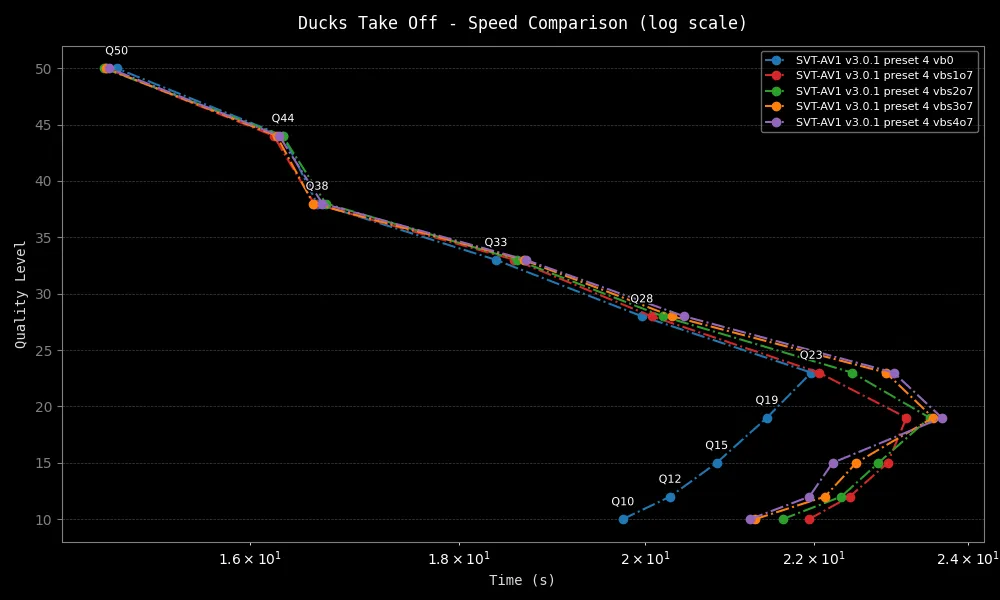 Ducks Take Off - Speed Comparison (log scale)
SVT-AV1 v3.0.1 preset 4 vb0
SVT-AV1 v3.0.1 preset 4 vbs1o7
SVT-AV1 v3.0.1 preset 4 vbs2o7
SVT-AV1 v3.0.1 preset 4 vbs3o7
SVT-AV1 v3.0.1 preset 4 vbs4o7
Quality Level
50
45
40
35
30
25
20
15
10
Q50
Q44
Q38
Q33
Q28
Q23
Q19
Q15
Q12
Q10
1.6 × 10¹
1.8 × 10¹
2 × 10¹
2.2 × 10¹
2.4 × 10¹
Time (s)